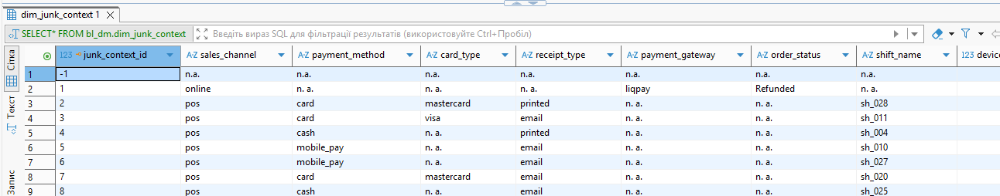 dim_junk_context 1
SELECT* FROM bl_dm.dim_junk_context Введіть вираз SQL для фільтрації результатів (використовуйте Ctrl+Пробіл)
Сітка
Текст
Запис
123 junk_context_id A-Z sales_channel A-Z payment_method A-Z card_type A-Z receipt_type A-Z payment_gateway A-Z order_status A-Z shift_name 123 device
1 -1 n.a. n.a. n.a. n.a. n.a. n.a. n.a.
2 1 online n. a. n. a. n. a. liqpay Refunded n. a.
3 2 pos card mastercard printed n. a. n. a. sh_028
4 3 pos card visa email n. a. n. a. sh_011
5 4 pos cash n. a. printed n. a. n. a. sh_004
6 5 pos mobile_pay n. a. email n. a. n. a. sh_010
7 6 pos mobile_pay n. a. email n. a. n. a. sh_027
8 7 pos card mastercard email n. a. n. a. sh_020
9 8 pos cash n. a. email n. a. n. a. sh_025